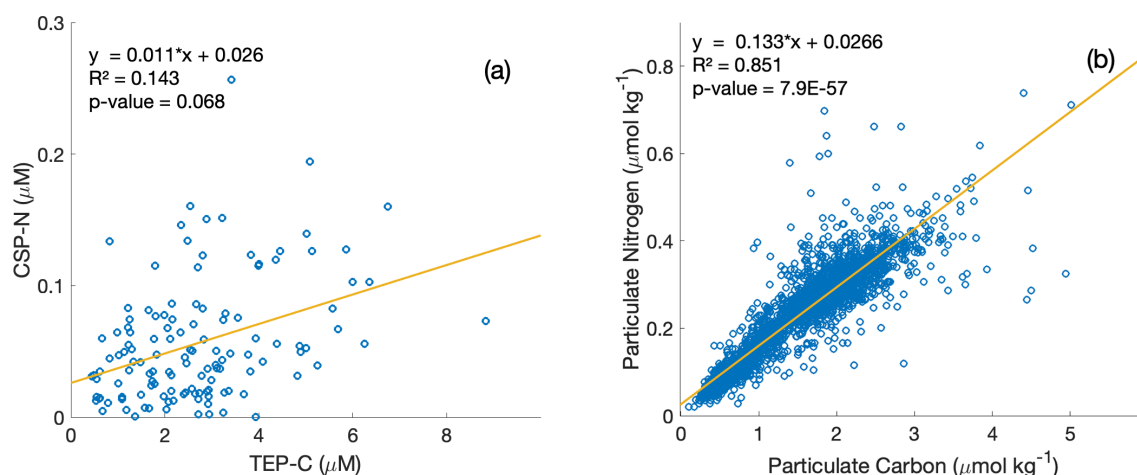 y = 0.011*x + 0.026
R² = 0.143
p-value = 0.068
(a)
0.3
0.2
0.1
0
0
2
4
6
8
CSP-N (μM)
TEP-C (μM)
y = 0.133*x + 0.0266
R² = 0.851
p-value = 7.9E-57
(b)
0.8
0.6
0.4
0.2
0
0
1
2
3
4
5
Particulate Nitrogen (μmol kg⁻¹)
Particulate Carbon (μmol kg⁻¹)